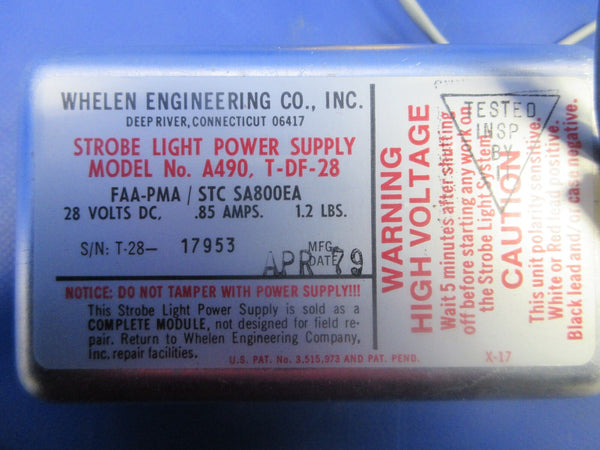 WHELEN ENGINEERING CO., INC.
DEEP RIVER, CONNECTICUT 06417
STROBE LIGHT POWER SUPPLY
MODEL No. A490, T-DF-28
FAA-PMA / STC SA800EA
28 VOLTS DC, .85 AMPS. 1.2 LBS.
S/N: T-28- 17953 MFG. DATE APR 79
NOTICE: DO NOT TAMPER WITH POWER SUPPLY!!!
This Strobe Light Power Supply is sold as a
COMPLETE MODULE, not designed for field re-
pair. Return to Whelen Engineering Company,
Inc. repair facilities.
U.S. PAT. No. 3,515,973 AND PAT. PEND.
X-17
WARNING
HIGH VOLTAGE
Wait 5 minutes after shutting
off before starting any work on
the Strobe Light System.
CAUTION
This unit polarity sensitive.
White or Red lead positive.
Black lead and/or case negative.
TESTED
INSP
BY